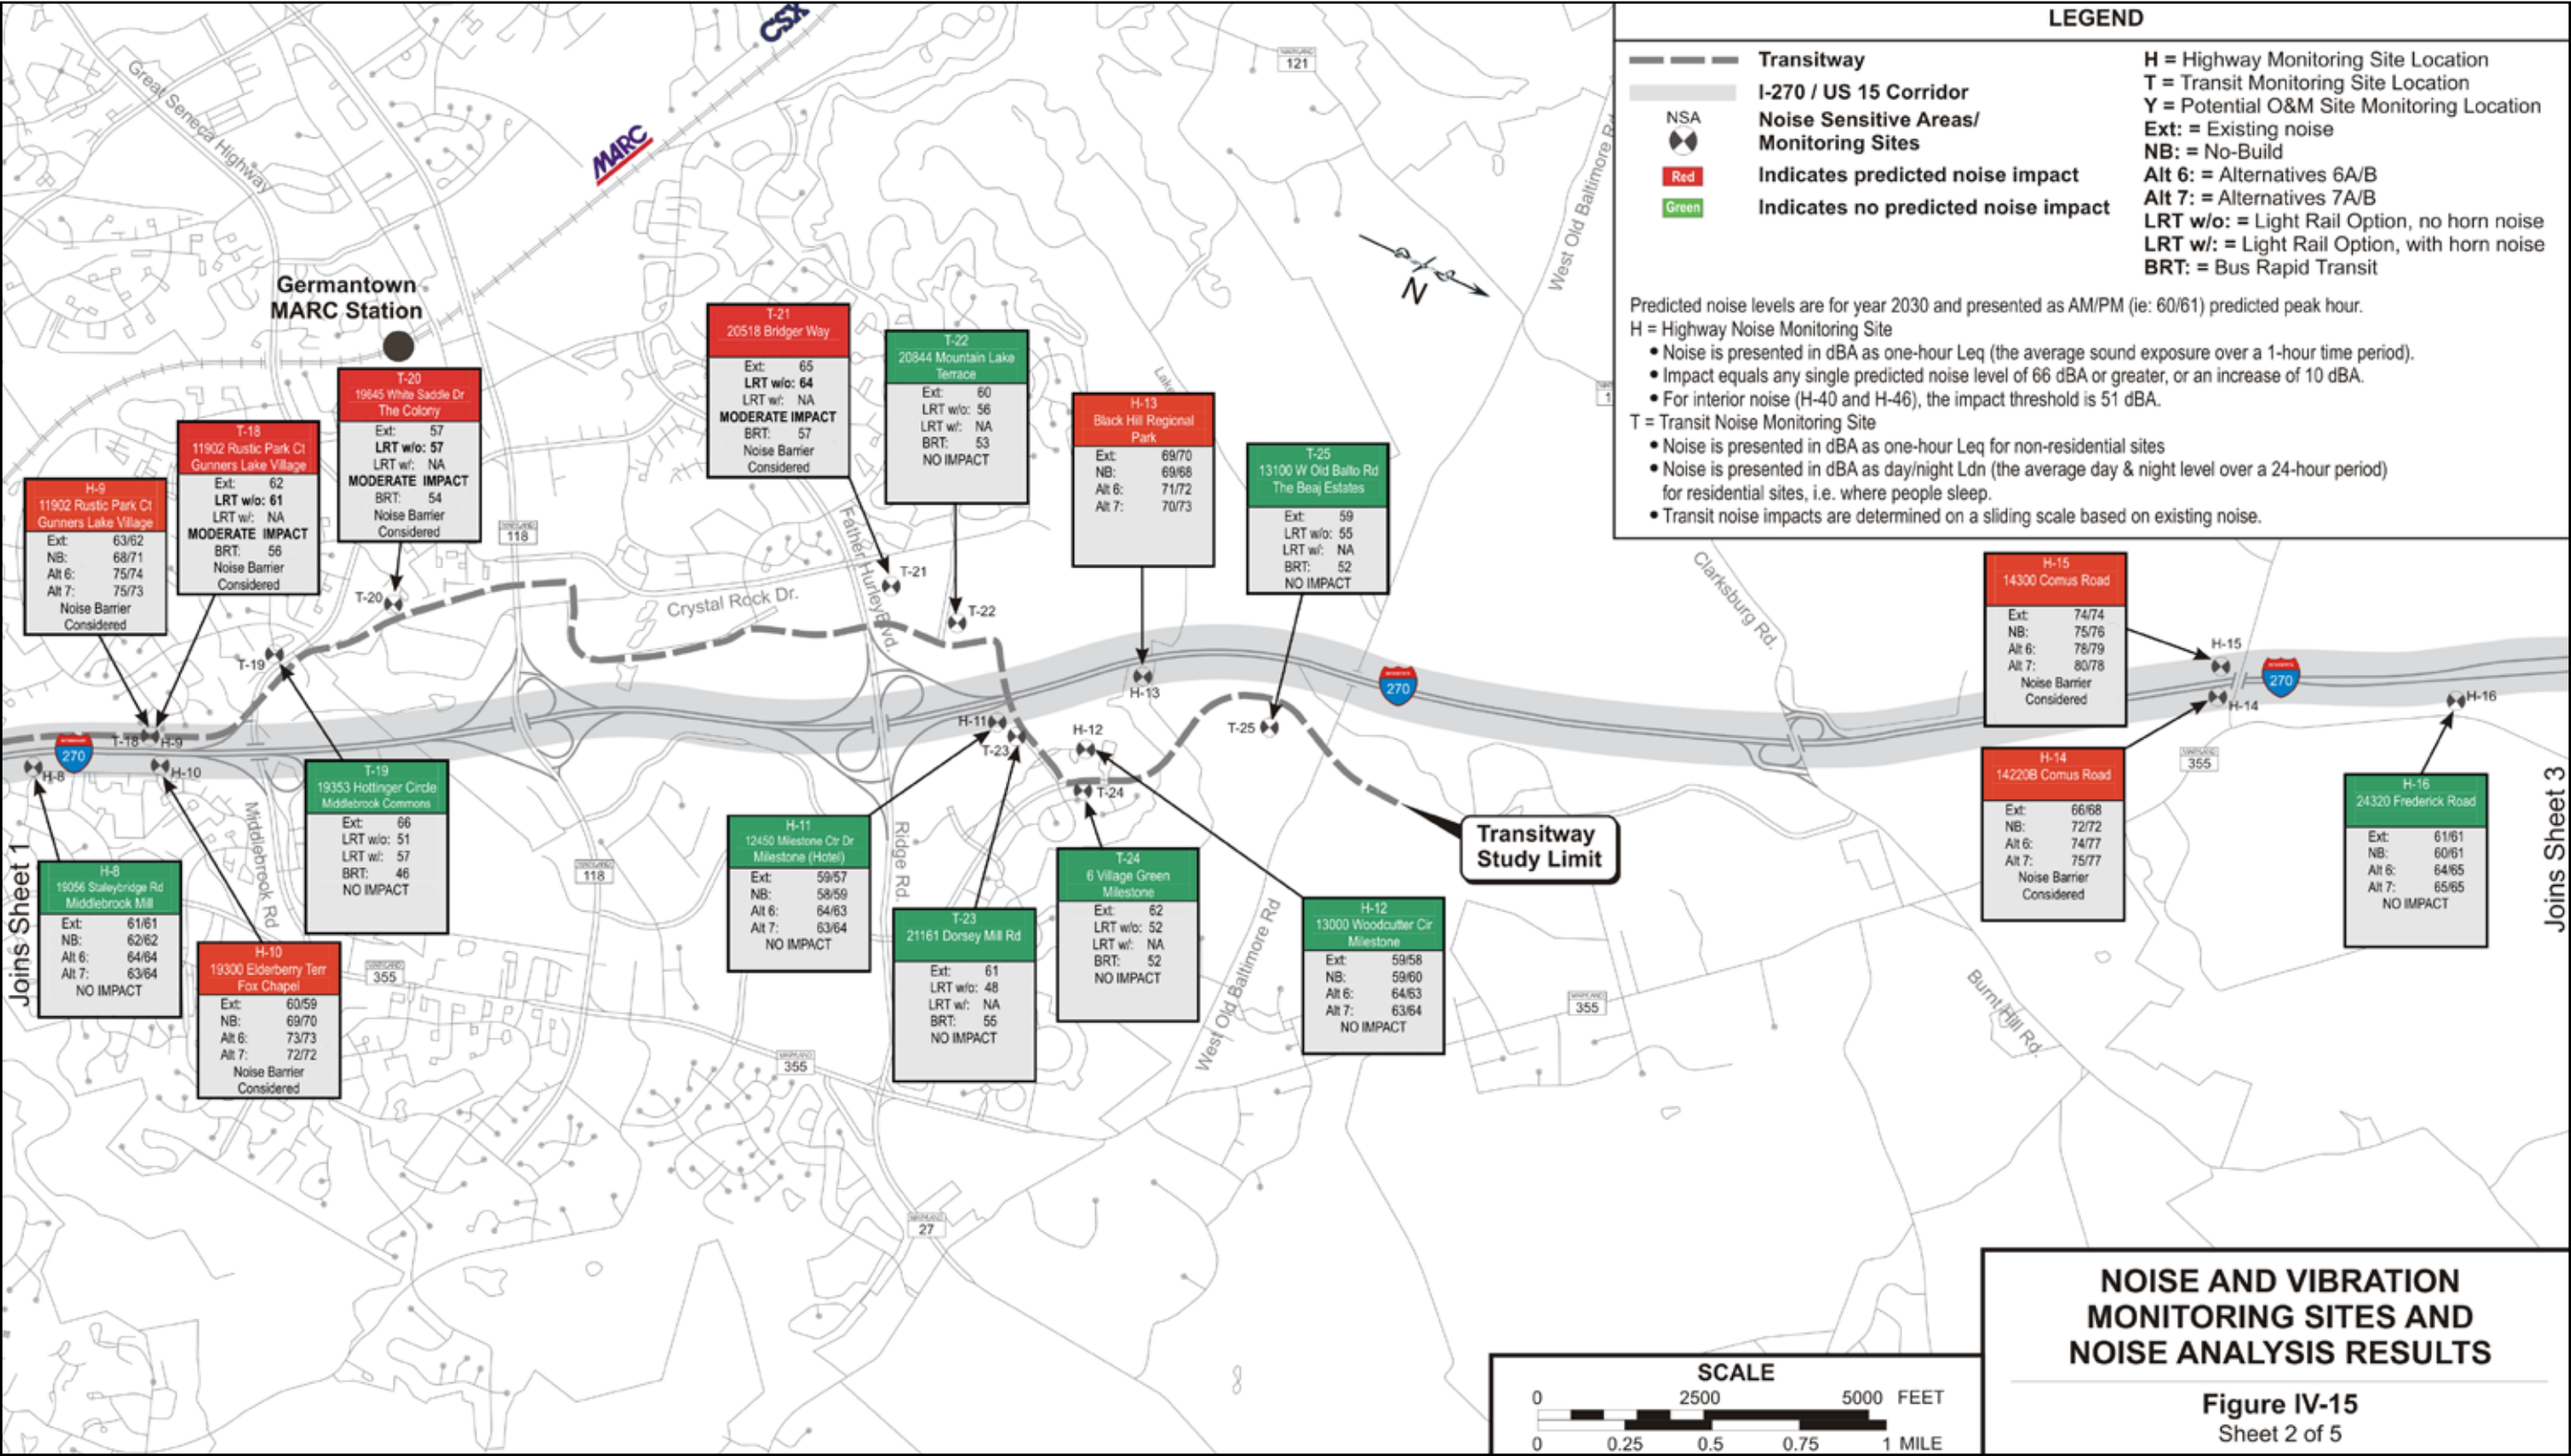 CSX
MARC
Great Seneca Highway
MARYLAND
121
West Old Baltimore Rd
N
Germantown
MARC Station
LEGEND
Transitway
I-270 / US 15 Corridor
NSA
Noise Sensitive Areas/
Monitoring Sites
Red
Indicates predicted noise impact
Green
Indicates no predicted noise impact
H = Highway Monitoring Site Location
T = Transit Monitoring Site Location
Y = Potential O&M Site Monitoring Location
Ext: = Existing noise
NB: = No-Build
Alt 6: = Alternatives 6A/B
Alt 7: = Alternatives 7A/B
LRT w/o: = Light Rail Option, no horn noise
LRT w/: = Light Rail Option, with horn noise
BRT: = Bus Rapid Transit
Predicted noise levels are for year 2030 and presented as AM/PM (ie: 60/61) predicted peak hour.
H = Highway Noise Monitoring Site
• Noise is presented in dBA as one-hour Leq (the average sound exposure over a 1-hour time period).
• Impact equals any single predicted noise level of 66 dBA or greater, or an increase of 10 dBA.
• For interior noise (H-40 and H-46), the impact threshold is 51 dBA.
T = Transit Noise Monitoring Site
• Noise is presented in dBA as one-hour Leq for non-residential sites
• Noise is presented in dBA as day/night Ldn (the average day & night level over a 24-hour period)
for residential sites, i.e. where people sleep.
• Transit noise impacts are determined on a sliding scale based on existing noise.
H-9
11902 Rustic Park Ct
Gunners Lake Village
Ext: 63/62
NB: 68/71
Alt 6: 75/74
Alt 7: 75/73
Noise Barrier
Considered
T-18
11902 Rustic Park Ct
Gunners Lake Village
Ext: 62
LRT w/o: 61
LRT w/: NA
MODERATE IMPACT
BRT: 56
Noise Barrier
Considered
T-20
19645 White Saddle Dr
The Colony
Ext: 57
LRT w/o: 57
LRT w/: NA
MODERATE IMPACT
BRT: 54
Noise Barrier
Considered
T-21
20518 Bridger Way
Ext: 65
LRT w/o: 64
LRT w/: NA
MODERATE IMPACT
BRT: 57
Noise Barrier
Considered
T-22
20844 Mountain Lake
Terrace
Ext: 60
LRT w/o: 56
LRT w/: NA
BRT: 53
NO IMPACT
H-13
Black Hill Regional
Park
Ext: 69/70
NB: 69/68
Alt 6: 71/72
Alt 7: 70/73
T-25
13100 W Old Balto Rd
The Beaj Estates
Ext: 59
LRT w/o: 55
LRT w/: NA
BRT: 52
NO IMPACT
H-15
14300 Comus Road
Ext: 74/74
NB: 75/76
Alt 6: 78/79
Alt 7: 80/78
Noise Barrier
Considered
Lake
MARYLAND
118
Father Hurley Blvd.
Crystal Rock Dr.
Clarksburg Rd.
T-20
T-21
T-22
T-19
T-18
H-9
270
H-8
H-10
H-11
T-23
H-12
T-24
H-13
T-25
270
H-15
H-14
270
H-16
MARYLAND
355
Middlebrook Rd
MARYLAND
118
Ridge Rd.
Transitway
Study Limit
Joins Sheet 1
Joins Sheet 3
H-8
19056 Staleybridge Rd
Middlebrook Mill
Ext: 61/61
NB: 62/62
Alt 6: 64/64
Alt 7: 63/64
NO IMPACT
H-10
19300 Elderberry Terr
Fox Chapel
Ext: 60/59
NB: 69/70
Alt 6: 73/73
Alt 7: 72/72
Noise Barrier
Considered
T-19
19353 Hottinger Circle
Middlebrook Commons
Ext: 66
LRT w/o: 51
LRT w/: 57
BRT: 46
NO IMPACT
H-11
12450 Milestone Ctr Dr
Milestone (Hotel)
Ext: 59/57
NB: 58/59
Alt 6: 64/63
Alt 7: 63/64
NO IMPACT
T-23
21161 Dorsey Mill Rd
Ext: 61
LRT w/o: 48
LRT w/: NA
BRT: 55
NO IMPACT
T-24
6 Village Green
Milestone
Ext: 62
LRT w/o: 52
LRT w/: NA
BRT: 52
NO IMPACT
H-12
13000 Woodcutter Cir
Milestone
Ext: 59/58
NB: 59/60
Alt 6: 64/63
Alt 7: 63/64
NO IMPACT
H-14
14220B Comus Road
Ext: 66/68
NB: 72/72
Alt 6: 74/77
Alt 7: 75/77
Noise Barrier
Considered
H-16
24320 Frederick Road
Ext: 61/61
NB: 60/61
Alt 6: 64/65
Alt 7: 65/65
NO IMPACT
MARYLAND
355
MARYLAND
355
West Old Baltimore Rd
MARYLAND
355
Burnt Hill Rd.
MARYLAND
27
SCALE
0 2500 5000 FEET
0 0.25 0.5 0.75 1 MILE
NOISE AND VIBRATION
MONITORING SITES AND
NOISE ANALYSIS RESULTS
Figure IV-15
Sheet 2 of 5